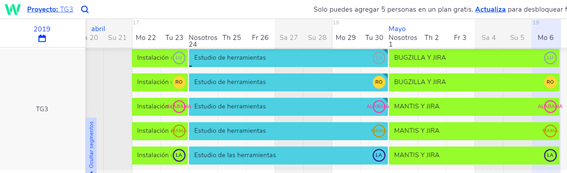 Proyecto: TG3
Solo puedes agregar 5 personas en un plan gratis. Actualiza para desbloquear f
2019
17
18
19
abril
Mayo
a 20 Su 21 Mo 22 Tu 23 Nosotros 24 Th 25 Fr 26 Sa 27 Su 28 Mo 29 Tu 30 Nosotros 1 Th 2 Fr 3 Sa 4 Su 5 Mo 6
TG3
Ocultar segmentos
Instalación Estudio de herramientas BUGZILLA Y JIRA
Instalación RO Estudio de herramientas RO BUGZILLA Y JIRA RO
Instalación Estudio de herramientas MANTIS Y JIRA
Instalación Estudio de herramientas MANTIS Y JIRA
Instalación LA Estudio de las herramientas LA MANTIS Y JIRA LA